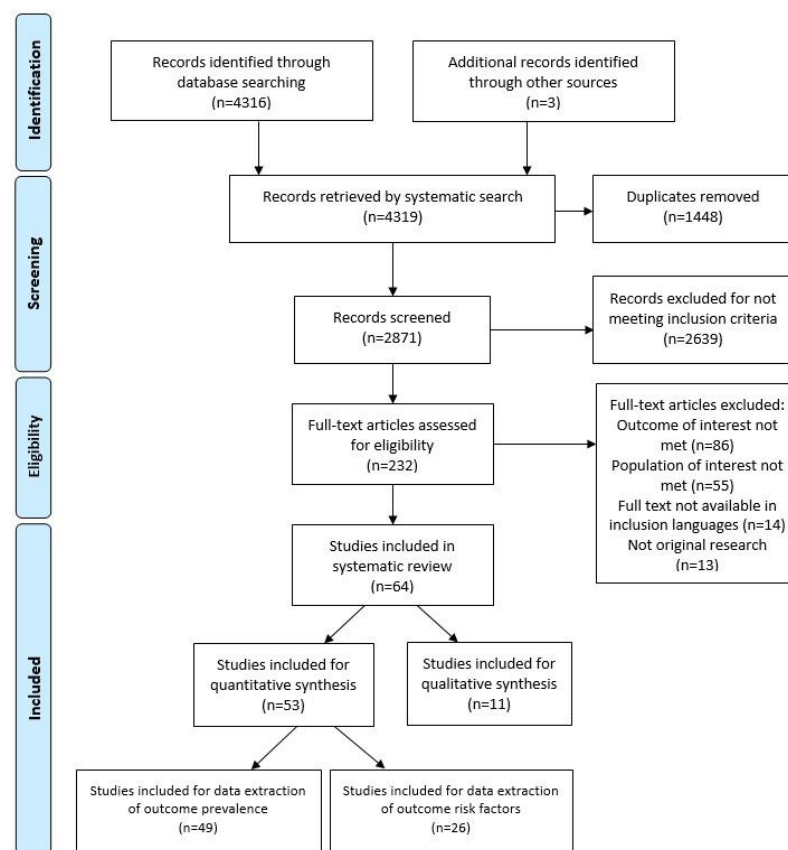 Identification
Records identified through
database searching
(n=4316)
Additional records identified
through other sources
(n=3)
Screening
Records retrieved by systematic search
(n=4319)
Duplicates removed
(n=1448)
Records screened
(n=2871)
Records excluded for not
meeting inclusion criteria
(n=2639)
Eligibility
Full-text articles assessed
for eligibility
(n=232)
Full-text articles excluded:
Outcome of interest not
met (n=86)
Population of interest not
met (n=55)
Full text not available in
inclusion languages (n=14)
Not original research
(n=13)
Included
Studies included in
systematic review
(n=64)
Studies included for
quantitative synthesis
(n=53)
Studies included for
qualitative synthesis
(n=11)
Studies included for data extraction
of outcome prevalence
(n=49)
Studies included for data extraction
of outcome risk factors
(n=26)